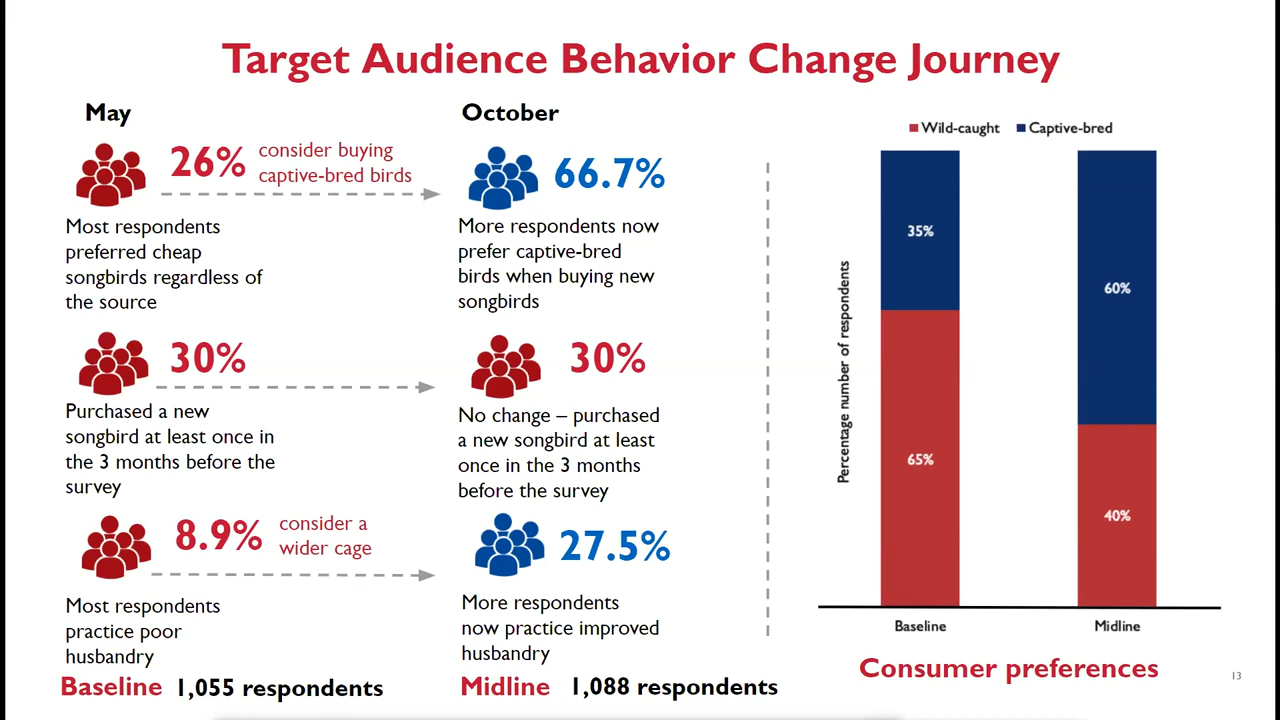 Target Audience Behavior Change Journey
May
26%
consider buying
captive-bred birds
Most respondents
preferred cheap
songbirds regardless of
the source
30%
Purchased a new
songbird at least once in
the 3 months before the
survey
8.9%
consider a
wider cage
Most respondents
practice poor
husbandry
Baseline 1,055 respondents
October
66.7%
More respondents now
prefer captive-bred
birds when buying new
songbirds
30%
No change – purchased
a new songbird at least
once in the 3 months
before the survey
27.5%
More respondents
now practice improved
husbandry
Midline 1,088 respondents
Wild-caught Captive-bred
Percentage number of respondents
35%
65%
60%
40%
Baseline Midline
Consumer preferences
13